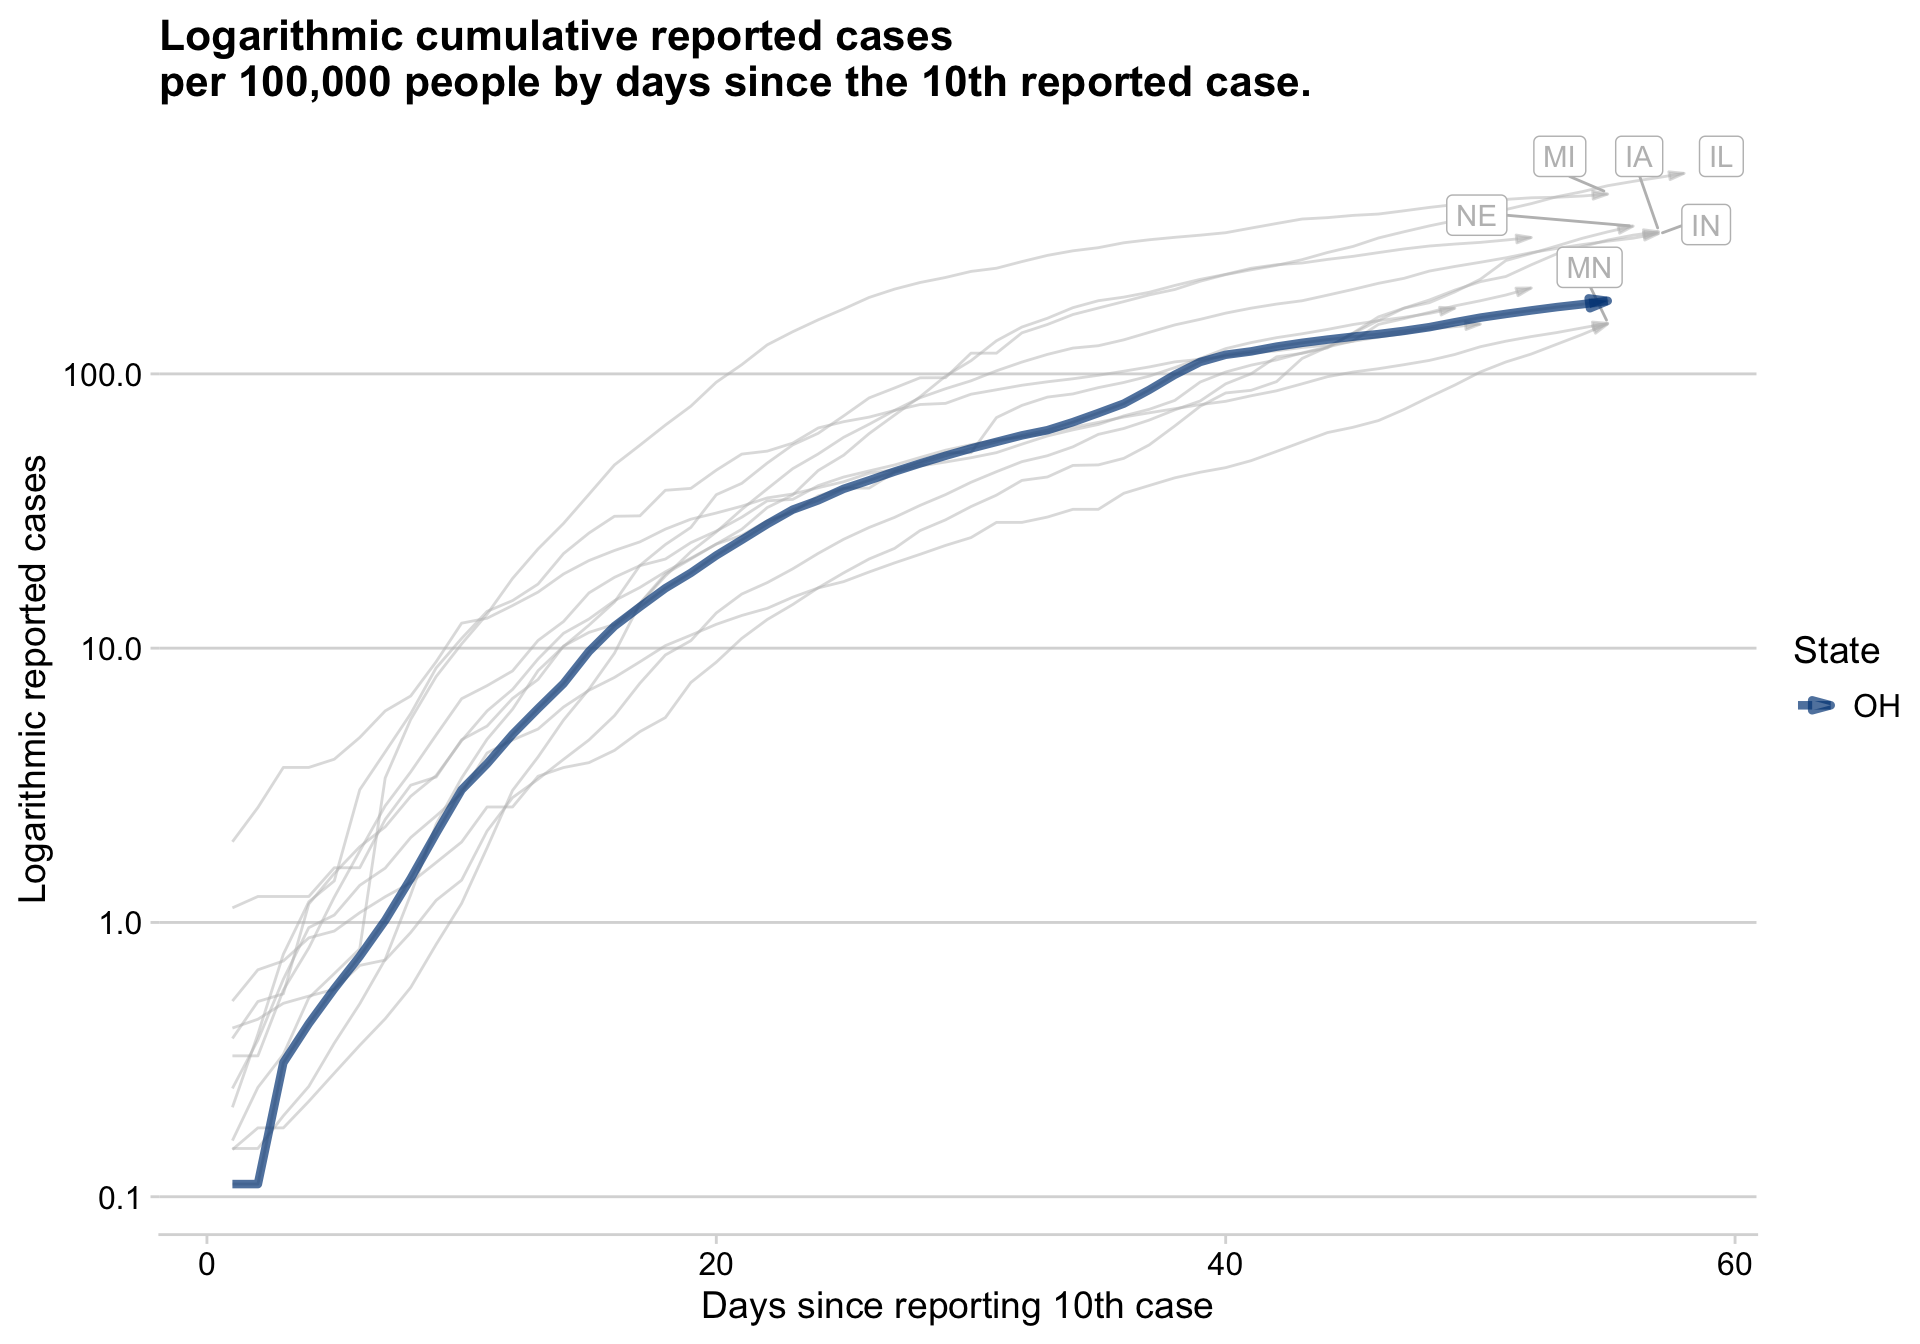 Logarithmic cumulative reported cases
per 100,000 people by days since the 10th reported case.
MI
IA
IL
NE
IN
MN
100.0
10.0
1.0
0.1
Logarithmic reported cases
State
OH
0
20
40
60
Days since reporting 10th case